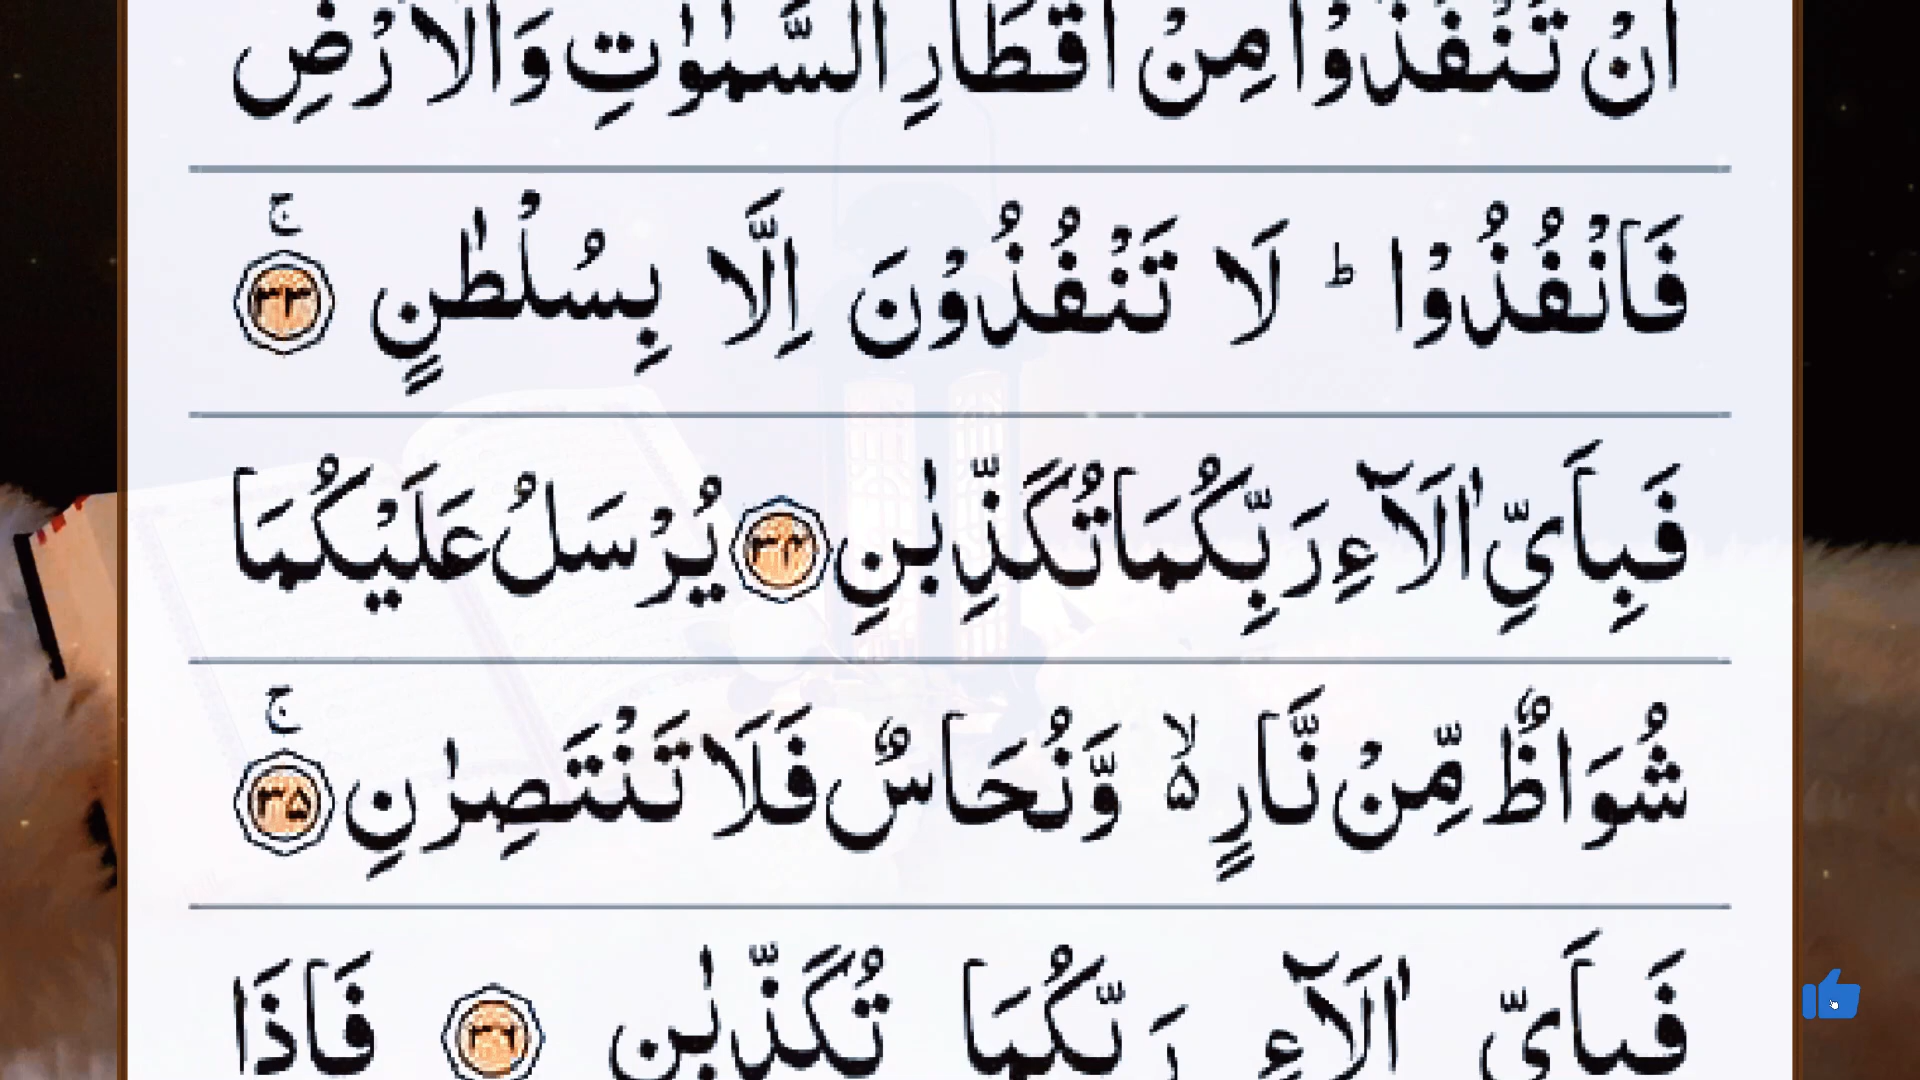 اَنْ تَنْفُذُوْا مِنْ اَقْطَارِ السَّمٰوٰتِ وَالْاَرْضِ
فَانْفُذُوْا ؕ لَا تَنْفُذُوْنَ اِلَّا بِسُلْطٰنٍ ۚ ۳۳
فَبِاَيِّ اٰلَآءِ رَبِّكُمَا تُكَذِّبٰنِ ۳۴ يُرْسَلُ عَلَيْكُمَا
شُوَاظٌ مِّنْ نَّارٍ ۙ۬ وَّنُحَاسٌ فَلَا تَنْتَصِرٰنِ ۚ ۳۵
فَبِاَيِّ اٰلَآءِ رَبِّكُمَا تُكَذِّبٰنِ ۳۶ فَاِذَا